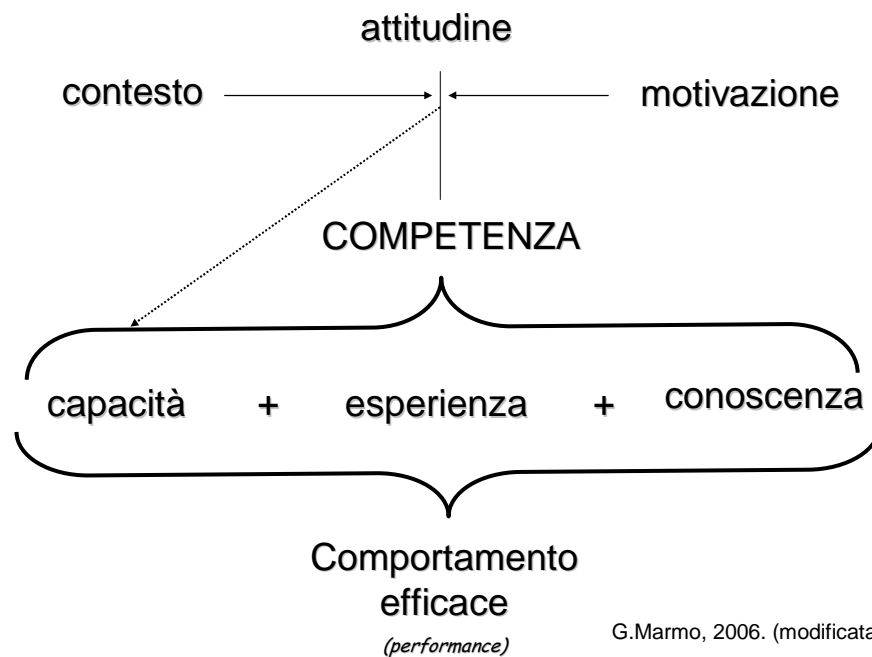 attitudine
contesto motivazione
COMPETENZA
capacità + esperienza + conoscenza
Comportamento
efficace
(performance)
G.Marmo, 2006. (modificata